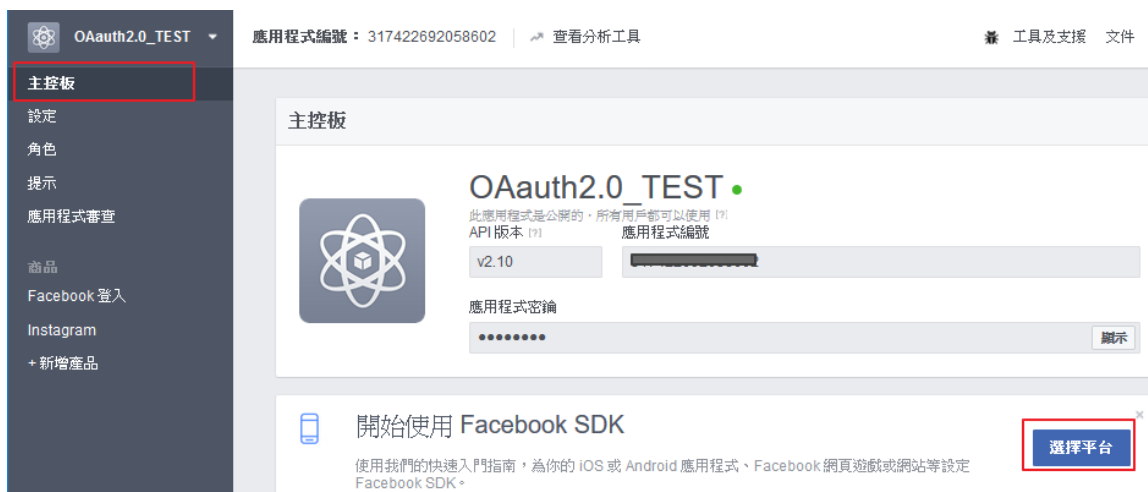 OAauth2.0_TEST
應用程式編號：317422692058602
查看分析工具
工具及支援
文件
主控板
設定
角色
提示
應用程式審查
商品
Facebook 登入
Instagram
+ 新增產品
主控板
OAauth2.0_TEST
此應用程式是公開的，所有用戶都可以使用 [?]
API 版本 [?]
應用程式編號
v2.10
應用程式密鑰
顯示
開始使用 Facebook SDK
使用我們的快速入門指南，為你的 iOS 或 Android 應用程式、Facebook 網頁遊戲或網站等設定
Facebook SDK。
選擇平台